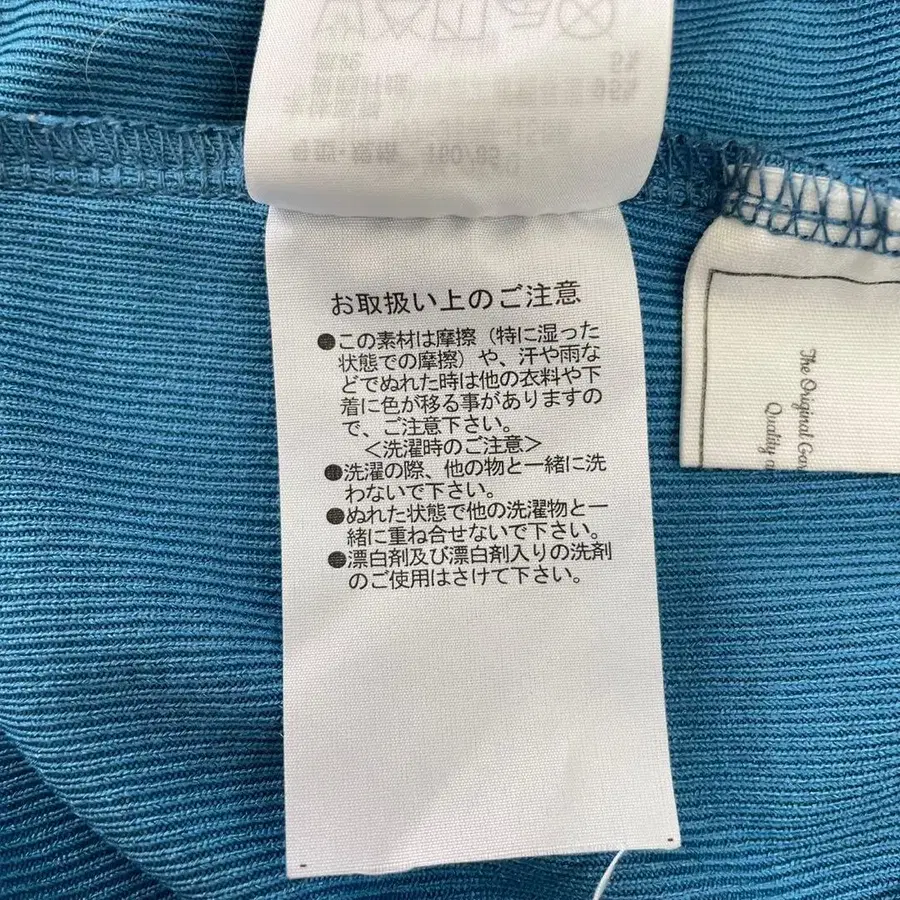 お取扱い上のご注意
●この素材は摩擦（特に湿った
状態での摩擦）や、汗や雨な
どでぬれた時は他の衣料や下
着に色が移る事がありますの
で、ご注意下さい。
＜洗濯時のご注意＞
●洗濯の際、他の物と一緒に洗
わないで下さい。
●ぬれた状態で他の洗濯物と一
緒に重ね合せないで下さい。
●漂白剤及び漂白剤入りの洗剤
のご使用はさけて下さい。
The Original
Quality